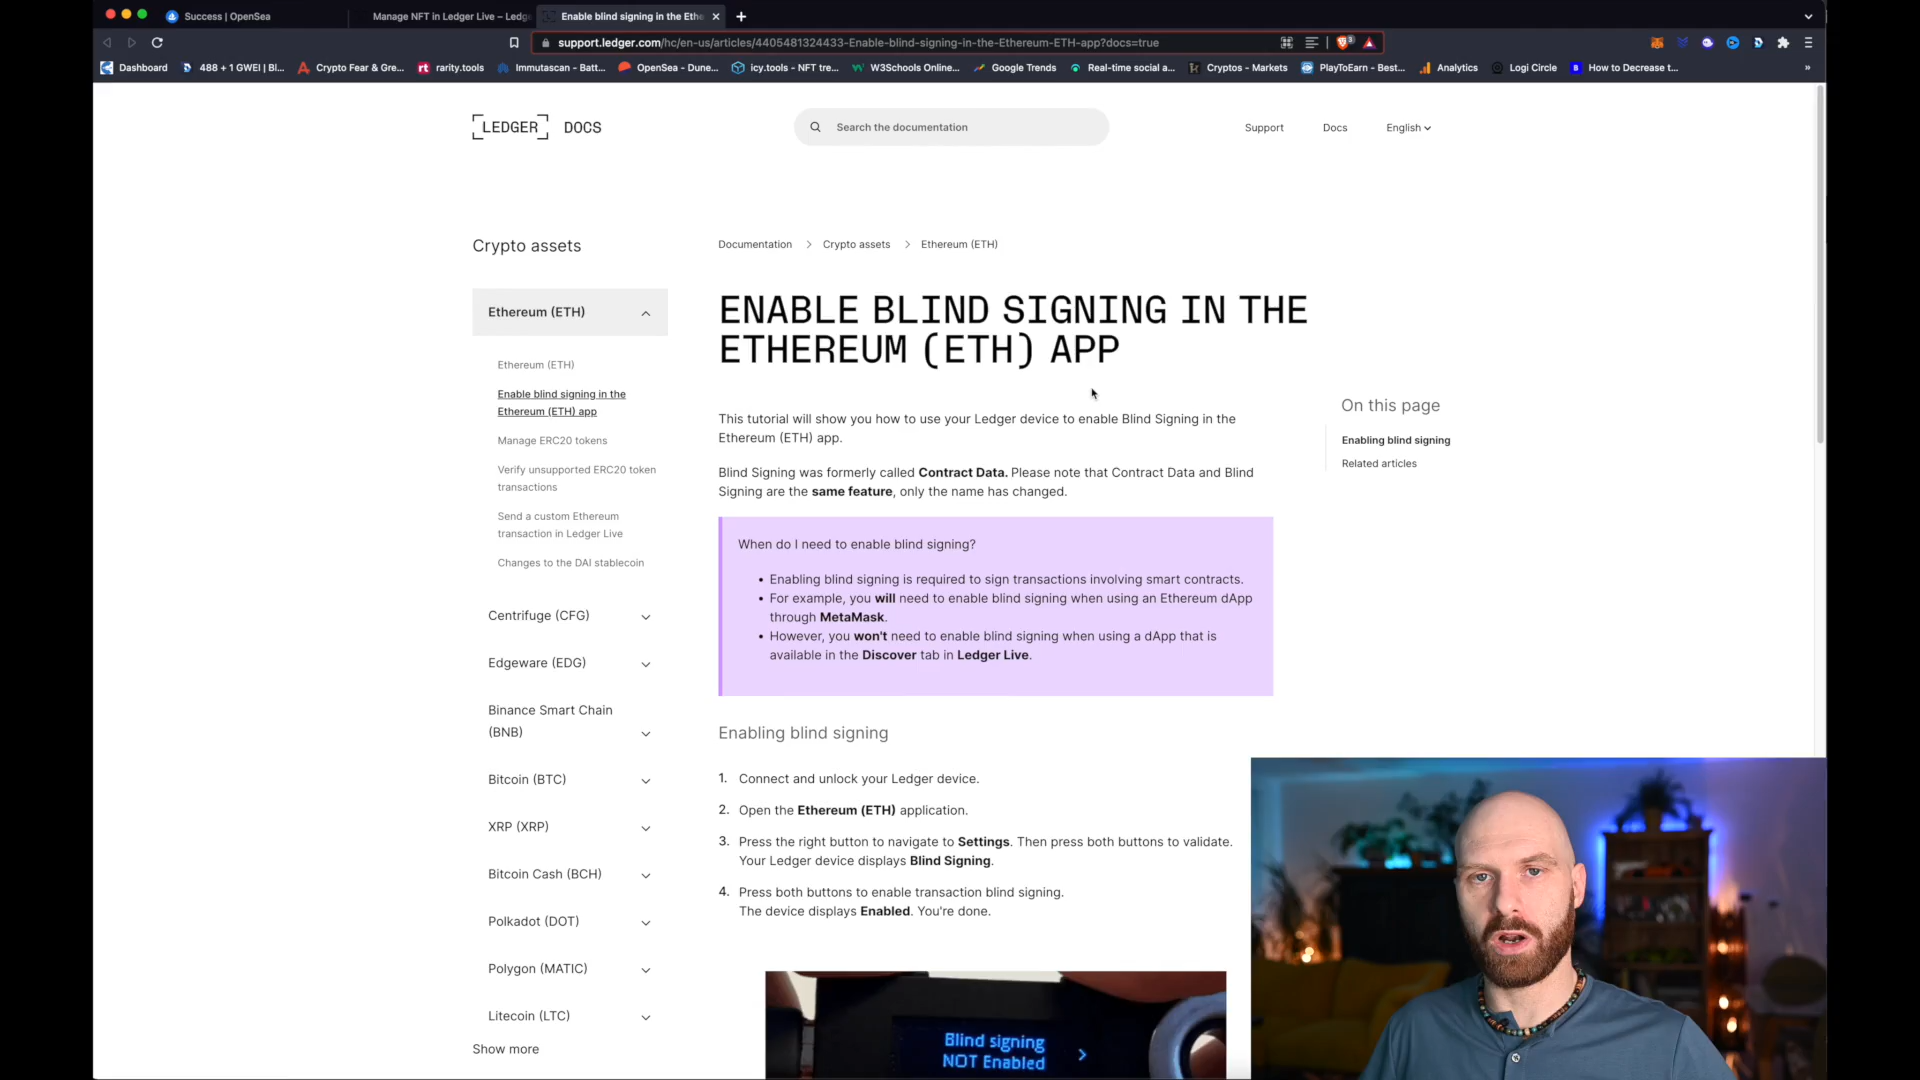 Success | OpenSea
Manage NFT in Ledger Live – Ledg
Enable blind signing in the Ethe
support.ledger.com/hc/en-us/articles/4405481324433-Enable-blind-signing-in-the-Ethereum-ETH-app?docs=true
Dashboard
488 + 1 GWEI | Bl...
Crypto Fear & Gre...
rt
rarity.tools
Immutascan - Batt...
OpenSea - Dune...
icy.tools - NFT tre...
W3Schools Online...
Google Trends
Real-time social a...
Cryptos - Markets
PlayToEarn - Best...
Analytics
Logi Circle
How to Decrease t...
LEDGER DOCS
Search the documentation
Support
Docs
English
Crypto assets
Ethereum (ETH)
Ethereum (ETH)
Enable blind signing in the
Ethereum (ETH) app
Manage ERC20 tokens
Verify unsupported ERC20 token
transactions
Send a custom Ethereum
transaction in Ledger Live
Changes to the DAI stablecoin
Centrifuge (CFG)
Edgeware (EDG)
Binance Smart Chain
(BNB)
Bitcoin (BTC)
XRP (XRP)
Bitcoin Cash (BCH)
Polkadot (DOT)
Polygon (MATIC)
Litecoin (LTC)
Show more
Documentation > Crypto assets > Ethereum (ETH)
ENABLE BLIND SIGNING IN THE
ETHEREUM (ETH) APP
This tutorial will show you how to use your Ledger device to enable Blind Signing in the
Ethereum (ETH) app.
Blind Signing was formerly called Contract Data. Please note that Contract Data and Blind
Signing are the same feature, only the name has changed.
When do I need to enable blind signing?
• Enabling blind signing is required to sign transactions involving smart contracts.
• For example, you will need to enable blind signing when using an Ethereum dApp
through MetaMask.
• However, you won't need to enable blind signing when using a dApp that is
available in the Discover tab in Ledger Live.
Enabling blind signing
1. Connect and unlock your Ledger device.
2. Open the Ethereum (ETH) application.
3. Press the right button to navigate to Settings. Then press both buttons to validate.
Your Ledger device displays Blind Signing.
4. Press both buttons to enable transaction blind signing.
The device displays Enabled. You're done.
Blind signing
NOT Enabled
On this page
Enabling blind signing
Related articles